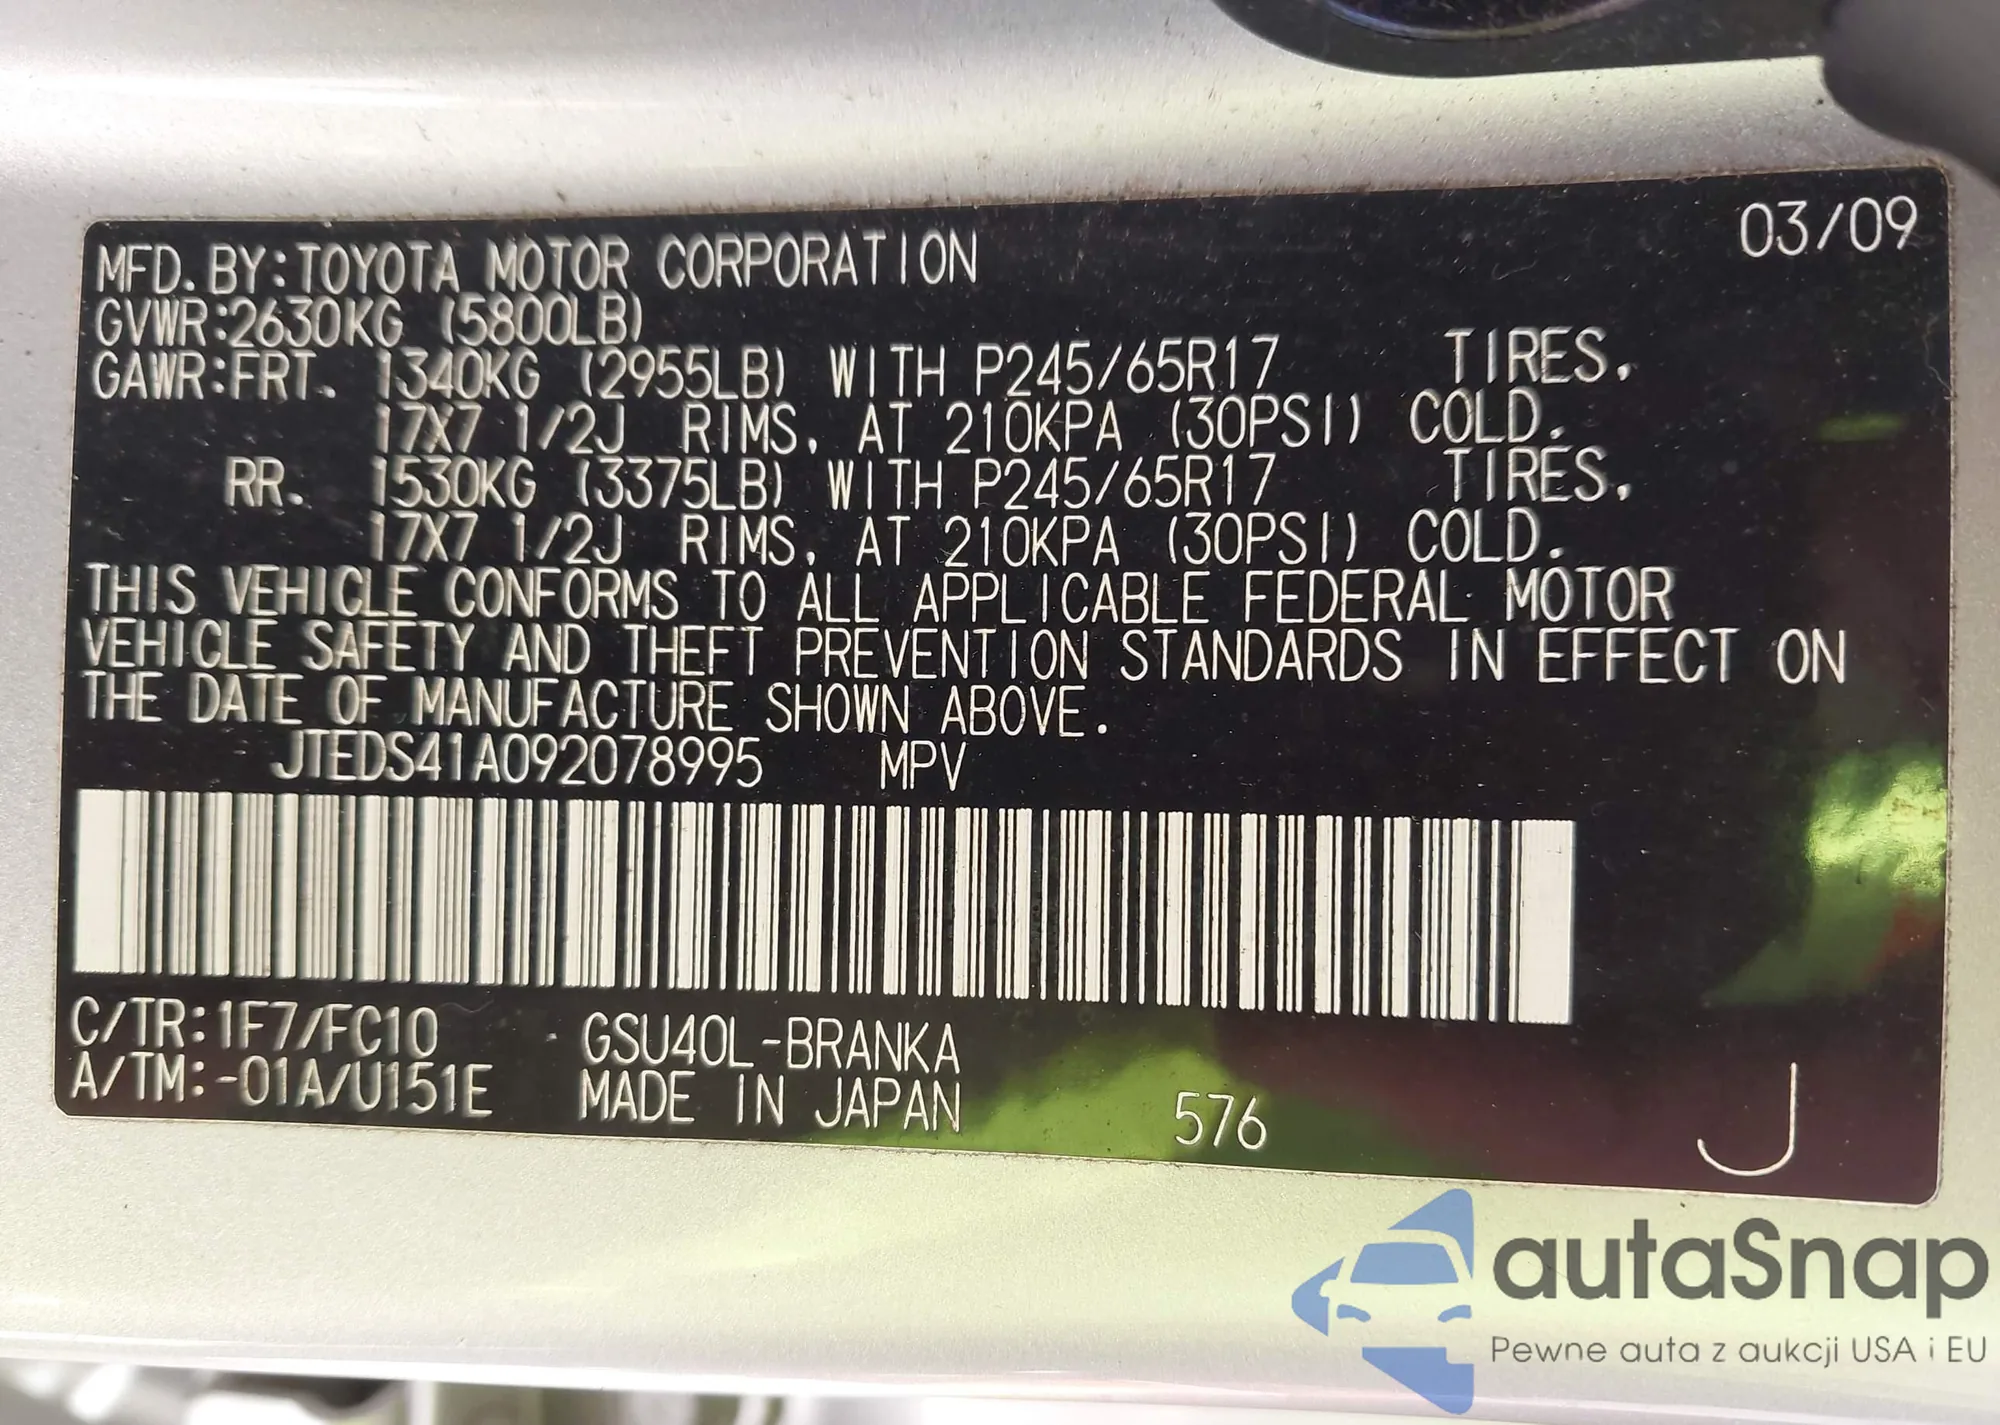 03/09
MFD. BY: TOYOTA MOTOR CORPORATION
GVWR: 2630KG (5800LB)
GAWR: FRT. 1340KG (2955LB) WITH P245/65R17 TIRES,
17X7 1/2J RIMS, AT 210KPA (30PSI) COLD.
RR. 1530KG (3375LB) WITH P245/65R17 TIRES,
17X7 1/2J RIMS, AT 210KPA (30PSI) COLD.
THIS VEHICLE CONFORMS TO ALL APPLICABLE FEDERAL MOTOR
VEHICLE SAFETY AND THEFT PREVENTION STANDARDS IN EFFECT ON
THE DATE OF MANUFACTURE SHOWN ABOVE.
JTEDS41A092078995 MPV
C/TR: 1F7/FC10 GSU40L-BRANKA
A/TM: -01A/U151E MADE IN JAPAN 576 J
autaSnap
Pewne auta z aukcji USA i EU